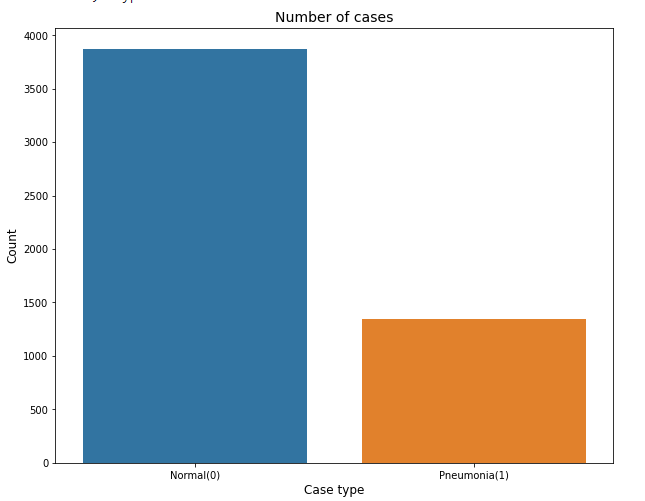 Number of cases
4000
3500
3000
2500
2000
1500
1000
500
0
Count
Normal(0)
Pneumonia(1)
Case type